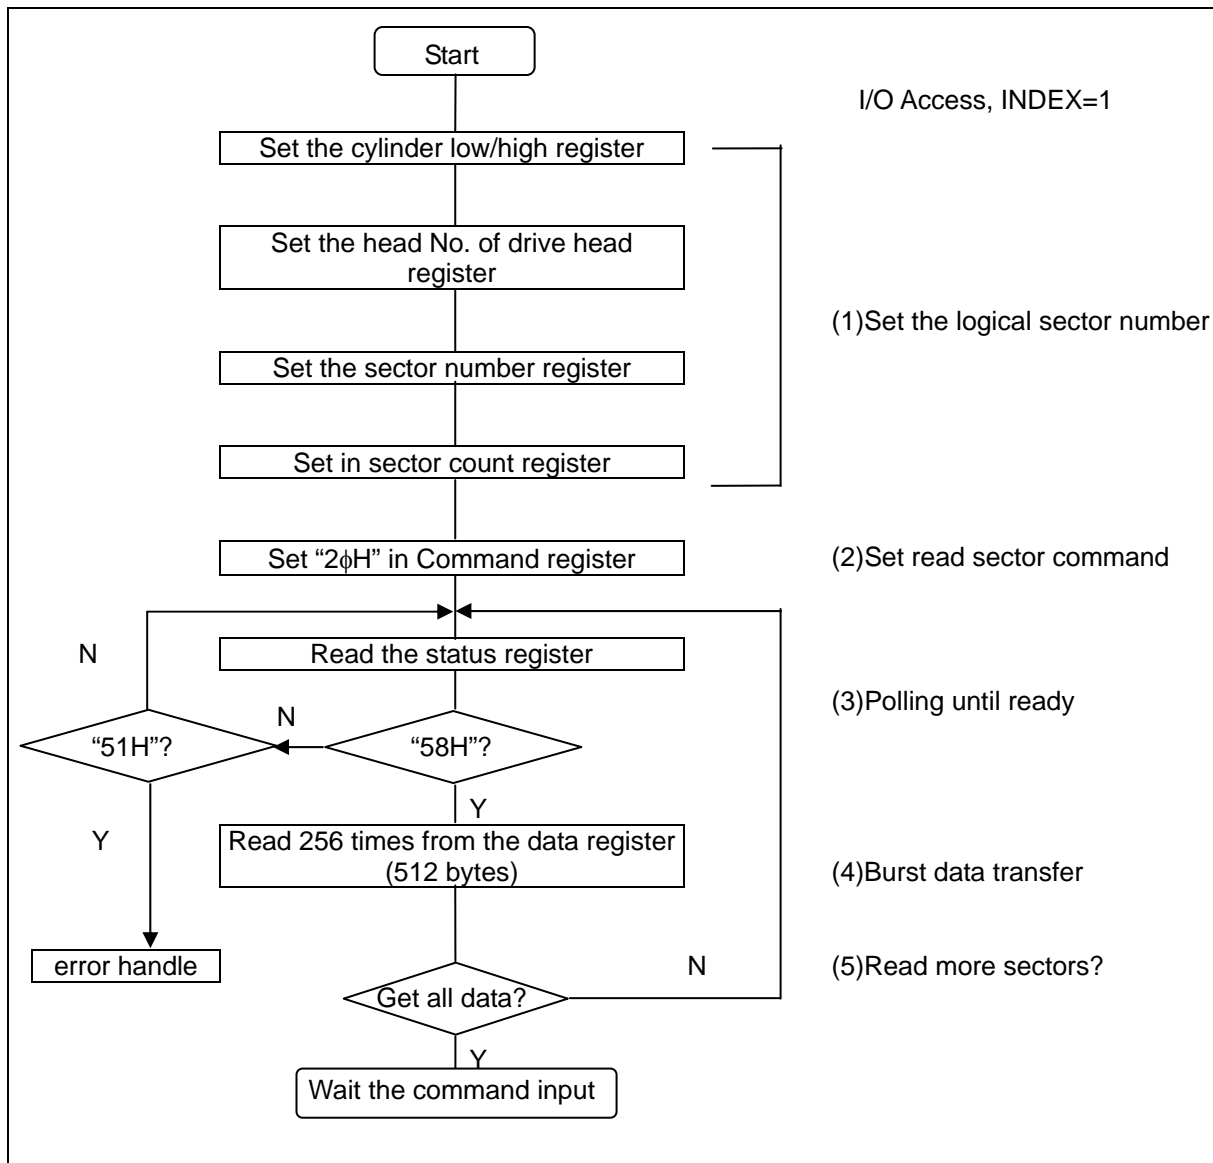 Start
I/O Access, INDEX=1
Set the cylinder low/high register
Set the head No. of drive head
register
(1)Set the logical sector number
Set the sector number register
Set in sector count register
Set “2ϕH” in Command register
(2)Set read sector command
N
Read the status register
(3)Polling until ready
N
“51H”?
“58H”?
Y
Y
Read 256 times from the data register
(512 bytes)
(4)Burst data transfer
error handle
N
(5)Read more sectors?
Get all data?
Y
Wait the command input